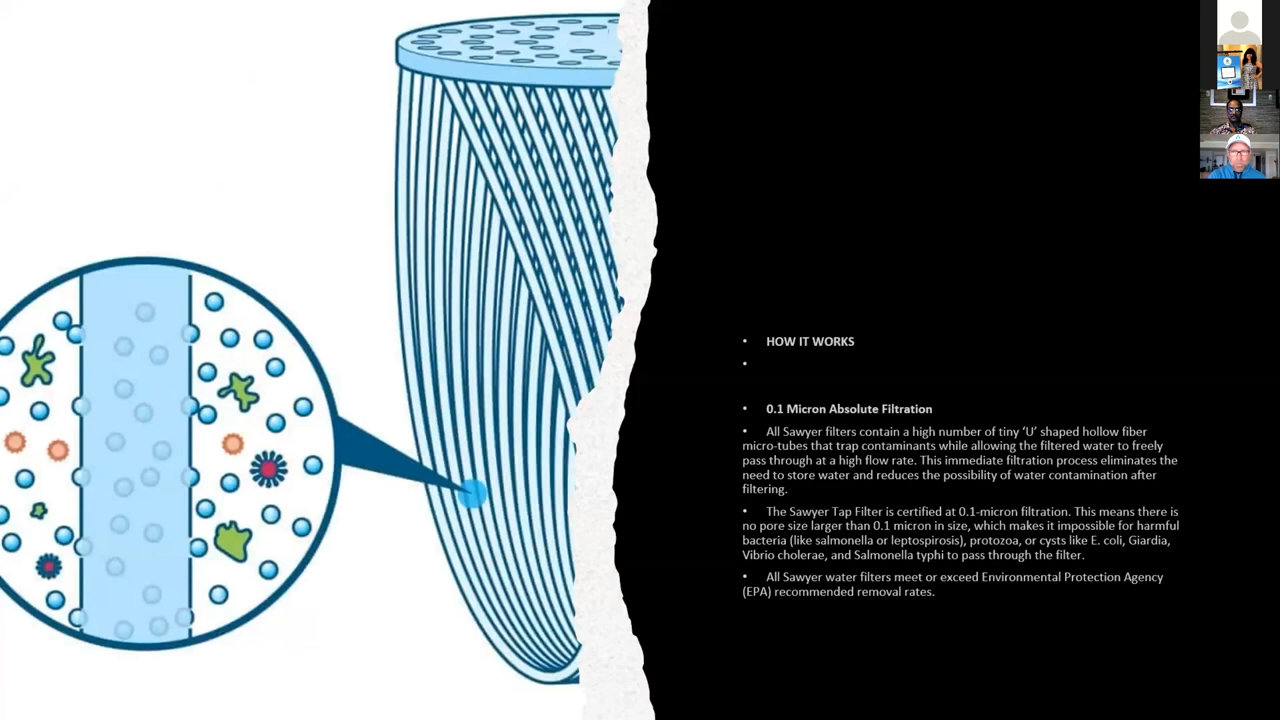 • HOW IT WORKS
•
• 0.1 Micron Absolute Filtration
• All Sawyer filters contain a high number of tiny ‘U’ shaped hollow fiber
micro-tubes that trap contaminants while allowing the filtered water to freely
pass through at a high flow rate. This immediate filtration process eliminates the
need to store water and reduces the possibility of water contamination after
filtering.
• The Sawyer Tap Filter is certified at 0.1-micron filtration. This means there is
no pore size larger than 0.1 micron in size, which makes it impossible for harmful
bacteria (like salmonella or leptospirosis), protozoa, or cysts like E. coli, Giardia,
Vibrio cholerae, and Salmonella typhi to pass through the filter.
• All Sawyer water filters meet or exceed Environmental Protection Agency
(EPA) recommended removal rates.